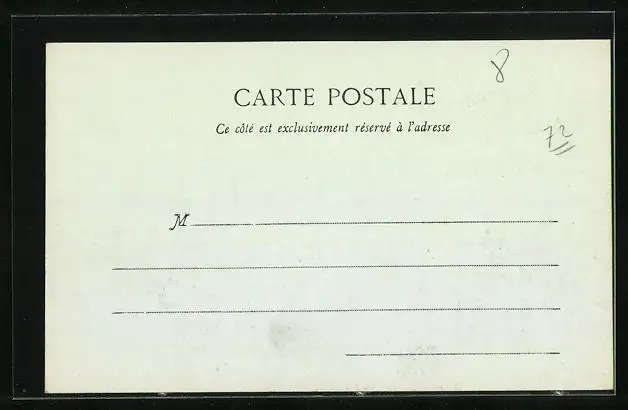 8
CARTE POSTALE
Ce côté est exclusivement réservé à l'adresse
72
M